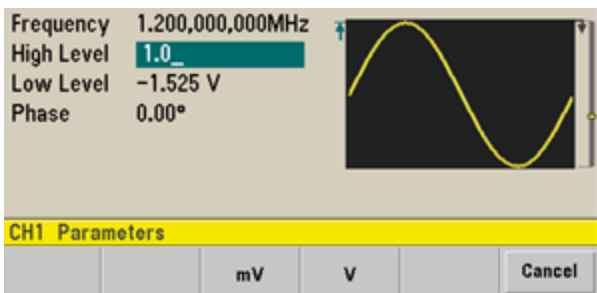 Frequency 1.200,000,000MHz
High Level 1.0_
Low Level -1.525 V
Phase 0.00°
CH1 Parameters
mV V Cancel